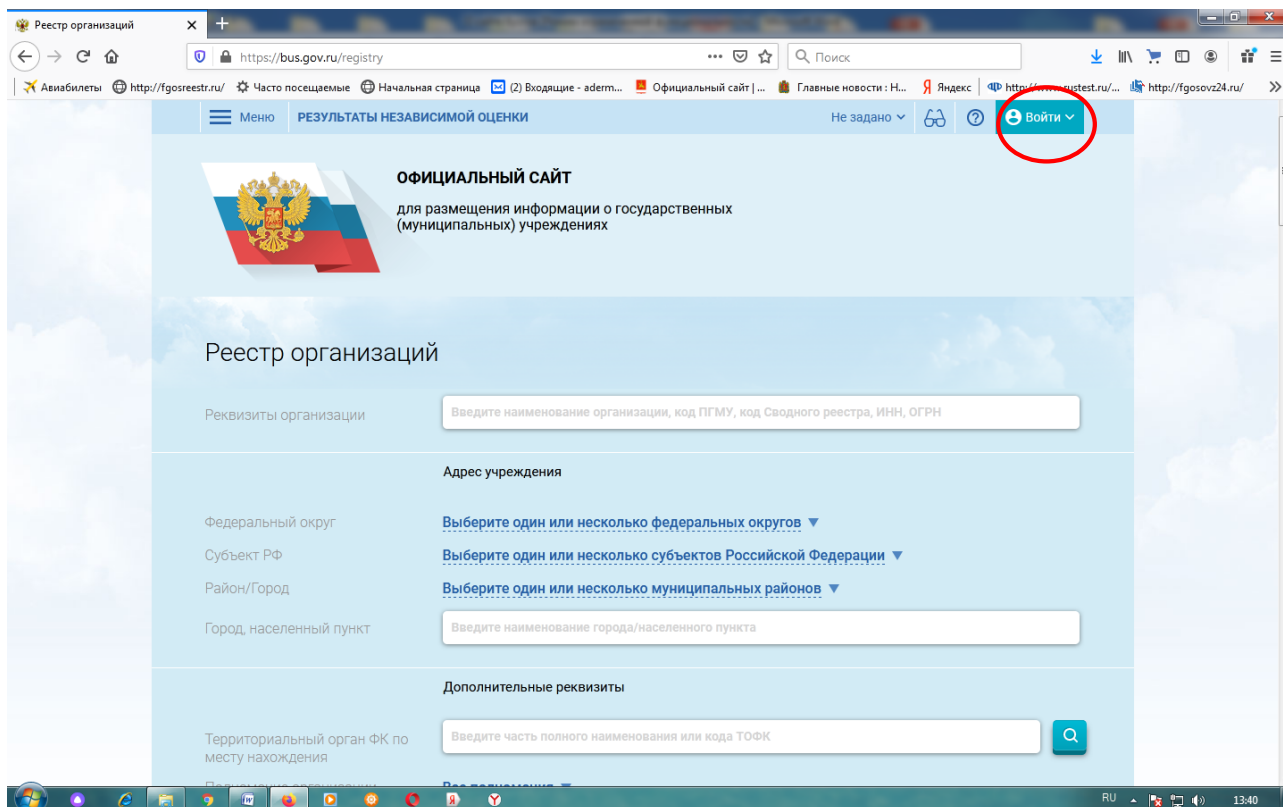 Реестр организаций
https://bus.gov.ru/registry
Поиск
Авиабилеты http://fgosreestr.ru/ Часто посещаемые Начальная страница (2) Входящие - aderm... Официальный сайт | ... Главные новости : Н... Яндекс http://www.rustest.ru/... http://fgosovz24.ru/
Меню РЕЗУЛЬТАТЫ НЕЗАВИСИМОЙ ОЦЕНКИ Не задано Войти
ОФИЦИАЛЬНЫЙ САЙТ
для размещения информации о государственных
(муниципальных) учреждениях
Реестр организаций
Реквизиты организации Введите наименование организации, код ПГМУ, код Сводного реестра, ИНН, ОГРН
Адрес учреждения
Федеральный округ Выберите один или несколько федеральных округов
Субъект РФ Выберите один или несколько субъектов Российской Федерации
Район/Город Выберите один или несколько муниципальных районов
Город, населенный пункт Введите наименование города/населенного пункта
Дополнительные реквизиты
Территориальный орган ФК по
месту нахождения
Введите часть полного наименования или кода ТОФК
RU 13:40